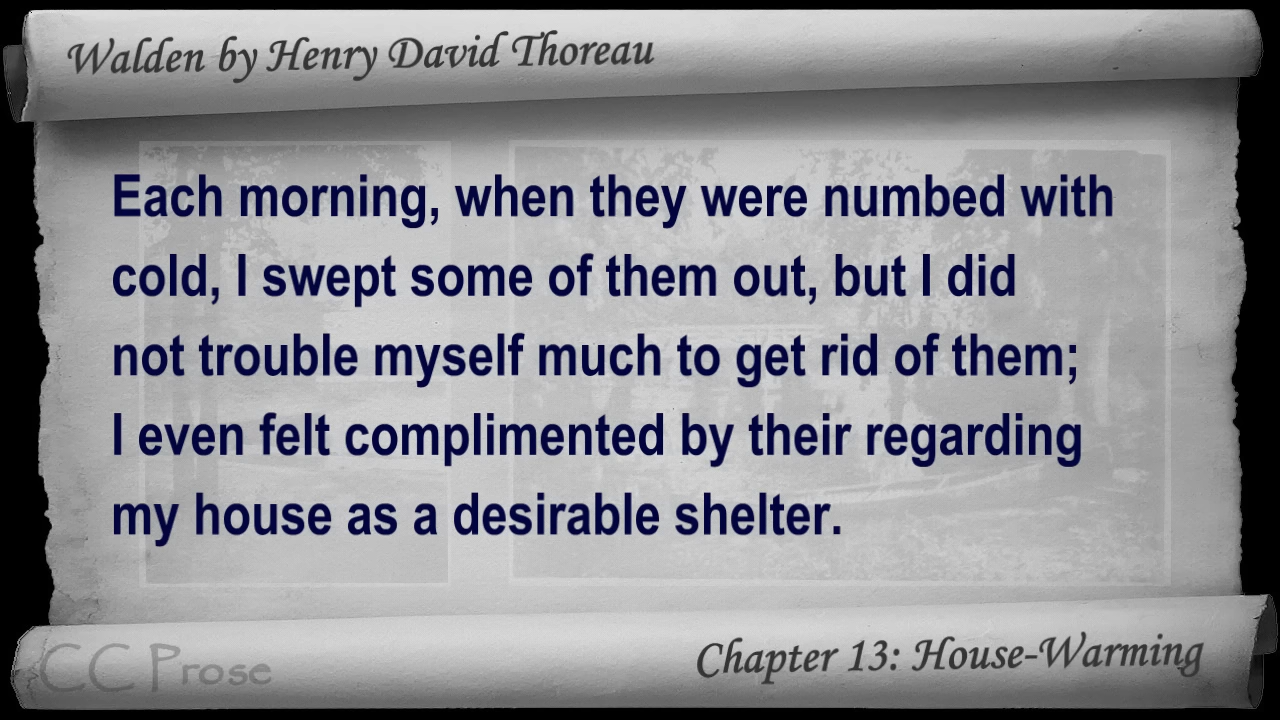 Walden by Henry David Thoreau
Each morning, when they were numbed with
cold, I swept some of them out, but I did
not trouble myself much to get rid of them;
I even felt complimented by their regarding
my house as a desirable shelter.
CC Prose
Chapter 13: House-Warming